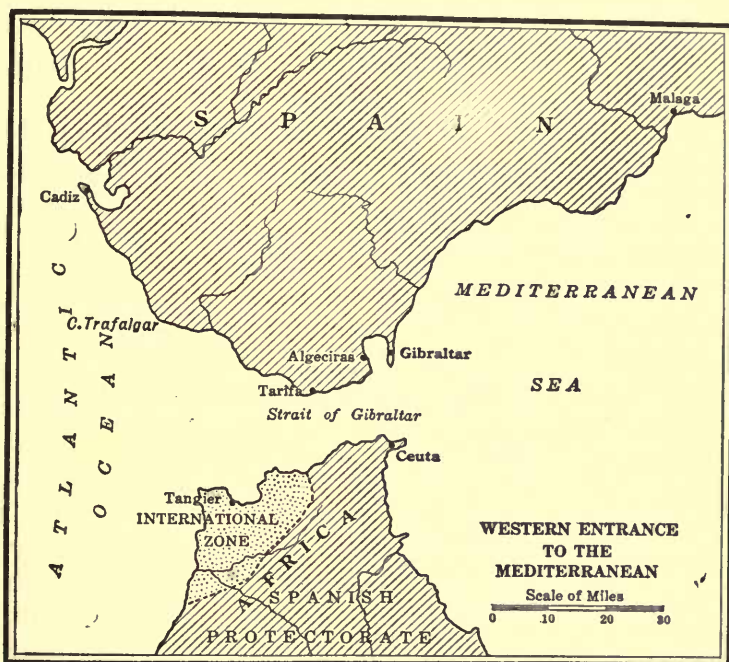 SPAIN
Malaga
Cadiz
ATLANTIC
OCEAN
MEDITERRANEAN
SEA
C.Trafalgar
Algeciras
Gibraltar
Tarifa
Strait of Gibraltar
Ceuta
Tangier
INTERNATIONAL
ZONE
AFRICA
SPANISH
PROTECTORATE
WESTERN ENTRANCE
TO THE
MEDITERRANEAN
Scale of Miles
0 10 20 30